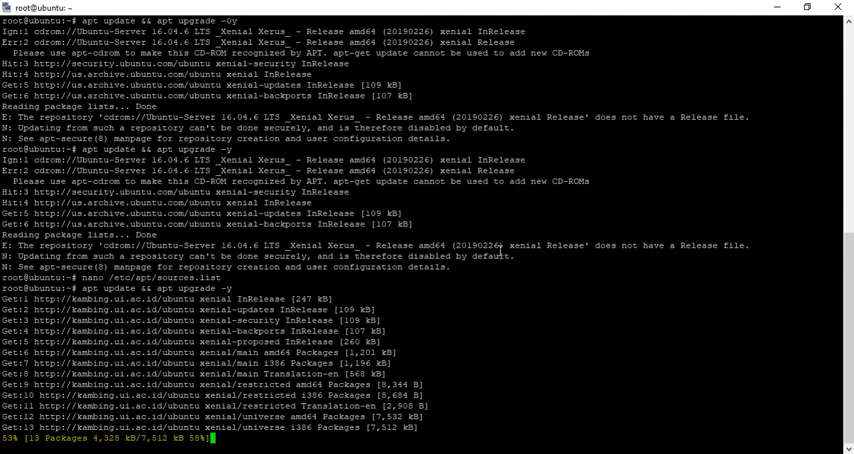 root@ubuntu: ~
root@ubuntu:~# apt update && apt upgrade -0y
Ign:1 cdrom://Ubuntu-Server 16.04.6 LTS _Xenial Xerus_ - Release amd64 (20190226) xenial InRelease
Err:2 cdrom://Ubuntu-Server 16.04.6 LTS _Xenial Xerus_ - Release amd64 (20190226) xenial Release
  Please use apt-cdrom to make this CD-ROM recognized by APT. apt-get update cannot be used to add new CD-ROMs
Hit:3 http://security.ubuntu.com/ubuntu xenial-security InRelease
Hit:4 http://us.archive.ubuntu.com/ubuntu xenial InRelease
Get:5 http://us.archive.ubuntu.com/ubuntu xenial-updates InRelease [109 kB]
Get:6 http://us.archive.ubuntu.com/ubuntu xenial-backports InRelease [107 kB]
Reading package lists... Done
E: The repository 'cdrom://Ubuntu-Server 16.04.6 LTS _Xenial Xerus_ - Release amd64 (20190226) xenial Release' does not have a Release file.
N: Updating from such a repository can't be done securely, and is therefore disabled by default.
N: See apt-secure(8) manpage for repository creation and user configuration details.
root@ubuntu:~# apt update && apt upgrade -y
Ign:1 cdrom://Ubuntu-Server 16.04.6 LTS _Xenial Xerus_ - Release amd64 (20190226) xenial InRelease
Err:2 cdrom://Ubuntu-Server 16.04.6 LTS _Xenial Xerus_ - Release amd64 (20190226) xenial Release
  Please use apt-cdrom to make this CD-ROM recognized by APT. apt-get update cannot be used to add new CD-ROMs
Hit:3 http://security.ubuntu.com/ubuntu xenial-security InRelease
Hit:4 http://us.archive.ubuntu.com/ubuntu xenial InRelease
Get:5 http://us.archive.ubuntu.com/ubuntu xenial-updates InRelease [109 kB]
Get:6 http://us.archive.ubuntu.com/ubuntu xenial-backports InRelease [107 kB]
Reading package lists... Done
E: The repository 'cdrom://Ubuntu-Server 16.04.6 LTS _Xenial Xerus_ - Release amd64 (20190226) xenial Release' does not have a Release file.
N: Updating from such a repository can't be done securely, and is therefore disabled by default.
N: See apt-secure(8) manpage for repository creation and user configuration details.
root@ubuntu:~# nano /etc/apt/sources.list
root@ubuntu:~# apt update && apt upgrade -y
Get:1 http://kambing.ui.ac.id/ubuntu xenial InRelease [247 kB]
Get:2 http://kambing.ui.ac.id/ubuntu xenial-updates InRelease [109 kB]
Get:3 http://kambing.ui.ac.id/ubuntu xenial-security InRelease [109 kB]
Get:4 http://kambing.ui.ac.id/ubuntu xenial-backports InRelease [107 kB]
Get:5 http://kambing.ui.ac.id/ubuntu xenial-proposed InRelease [260 kB]
Get:6 http://kambing.ui.ac.id/ubuntu xenial/main amd64 Packages [1,201 kB]
Get:7 http://kambing.ui.ac.id/ubuntu xenial/main i386 Packages [1,196 kB]
Get:8 http://kambing.ui.ac.id/ubuntu xenial/main Translation-en [568 kB]
Get:9 http://kambing.ui.ac.id/ubuntu xenial/restricted amd64 Packages [8,344 B]
Get:10 http://kambing.ui.ac.id/ubuntu xenial/restricted i386 Packages [8,684 B]
Get:11 http://kambing.ui.ac.id/ubuntu xenial/restricted Translation-en [2,908 B]
Get:12 http://kambing.ui.ac.id/ubuntu xenial/universe amd64 Packages [7,532 kB]
Get:13 http://kambing.ui.ac.id/ubuntu xenial/universe i386 Packages [7,512 kB]
53% [13 Packages 4,328 kB/7,512 kB 58%]